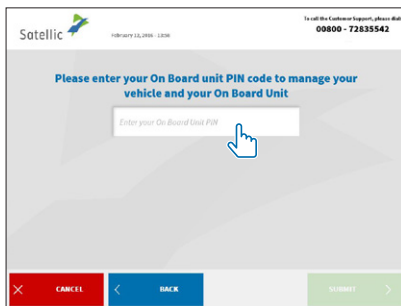 Satellic
February 12, 2016 - 13:56
To call the Customer Support, please dial:
00800 - 72835542
Please enter your On Board unit PIN code to manage your
vehicle and your On Board Unit
Enter your On Board Unit PIN
CANCEL
BACK
SUBMIT